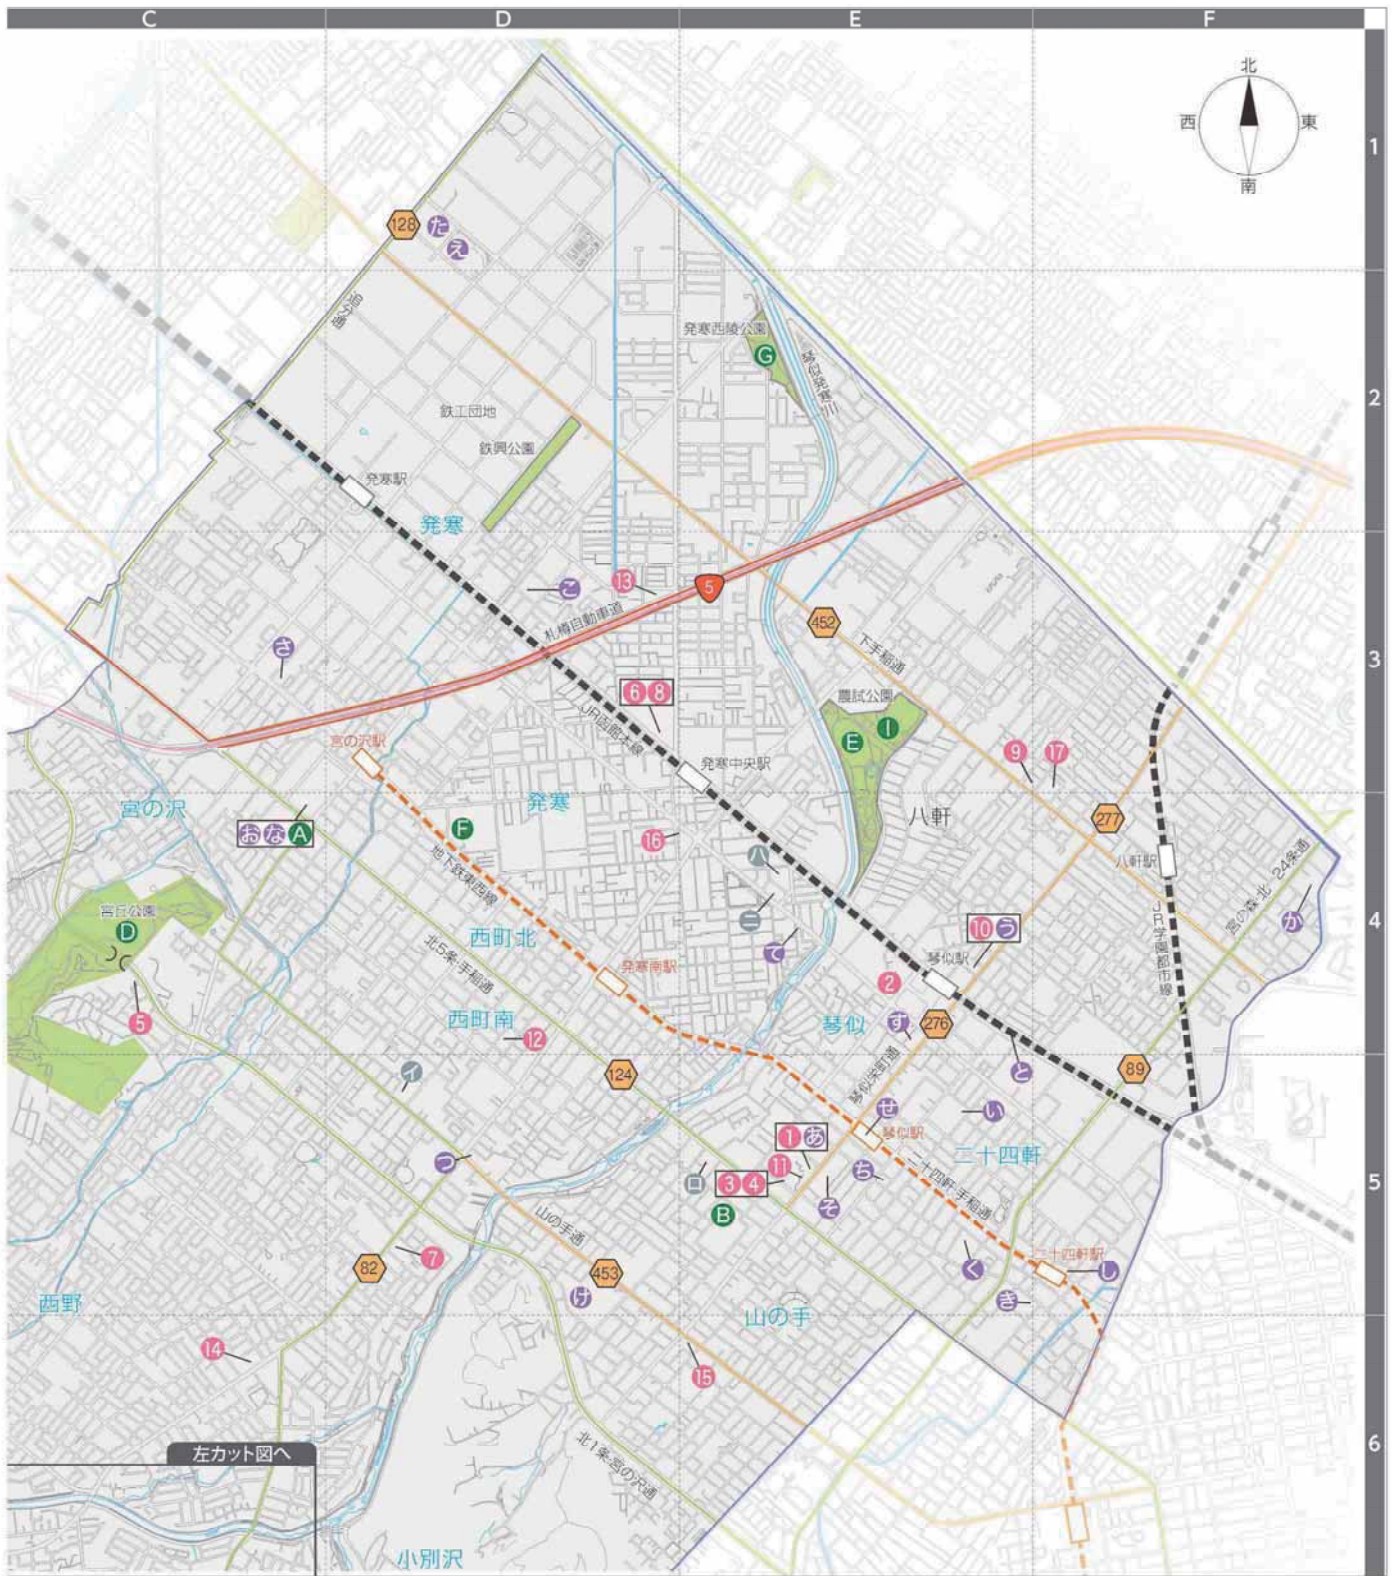 C
D
E
F
北
西
東
南
1
128
た
え
追分通
発寒西陵公園
G
琴似発寒川
2
鉄工団地
鉄興公園
発寒駅
発寒
こ
13
5
札樽自動車道
452
下手稲通
3
さ
6 8
農試公園
E
I
JR函館本線
宮の沢駅
発寒中央駅
9
17
宮の沢
発寒
八軒
277
お な A
F
16
ハ
八軒駅
地下鉄東西線
宮の森・北24条通
宮丘公園
D
ニ
か
4
西町北
10 う
て
北5条・手稲通
発寒南駅
琴似駅
JR学園都市線
2
5
西町南
12
琴似
す
276
イ
124
琴似栄町通
と
89
せ
い
琴似駅
1 あ
二十四軒
つ
11
ち
ロ
3 4
二十四軒・手稲通
5
そ
B
山の手通
7
82
453
く
二十四軒駅
し
け
き
西野
山の手
14
15
左カット図へ
北1条・宮の沢通
6
小別沢